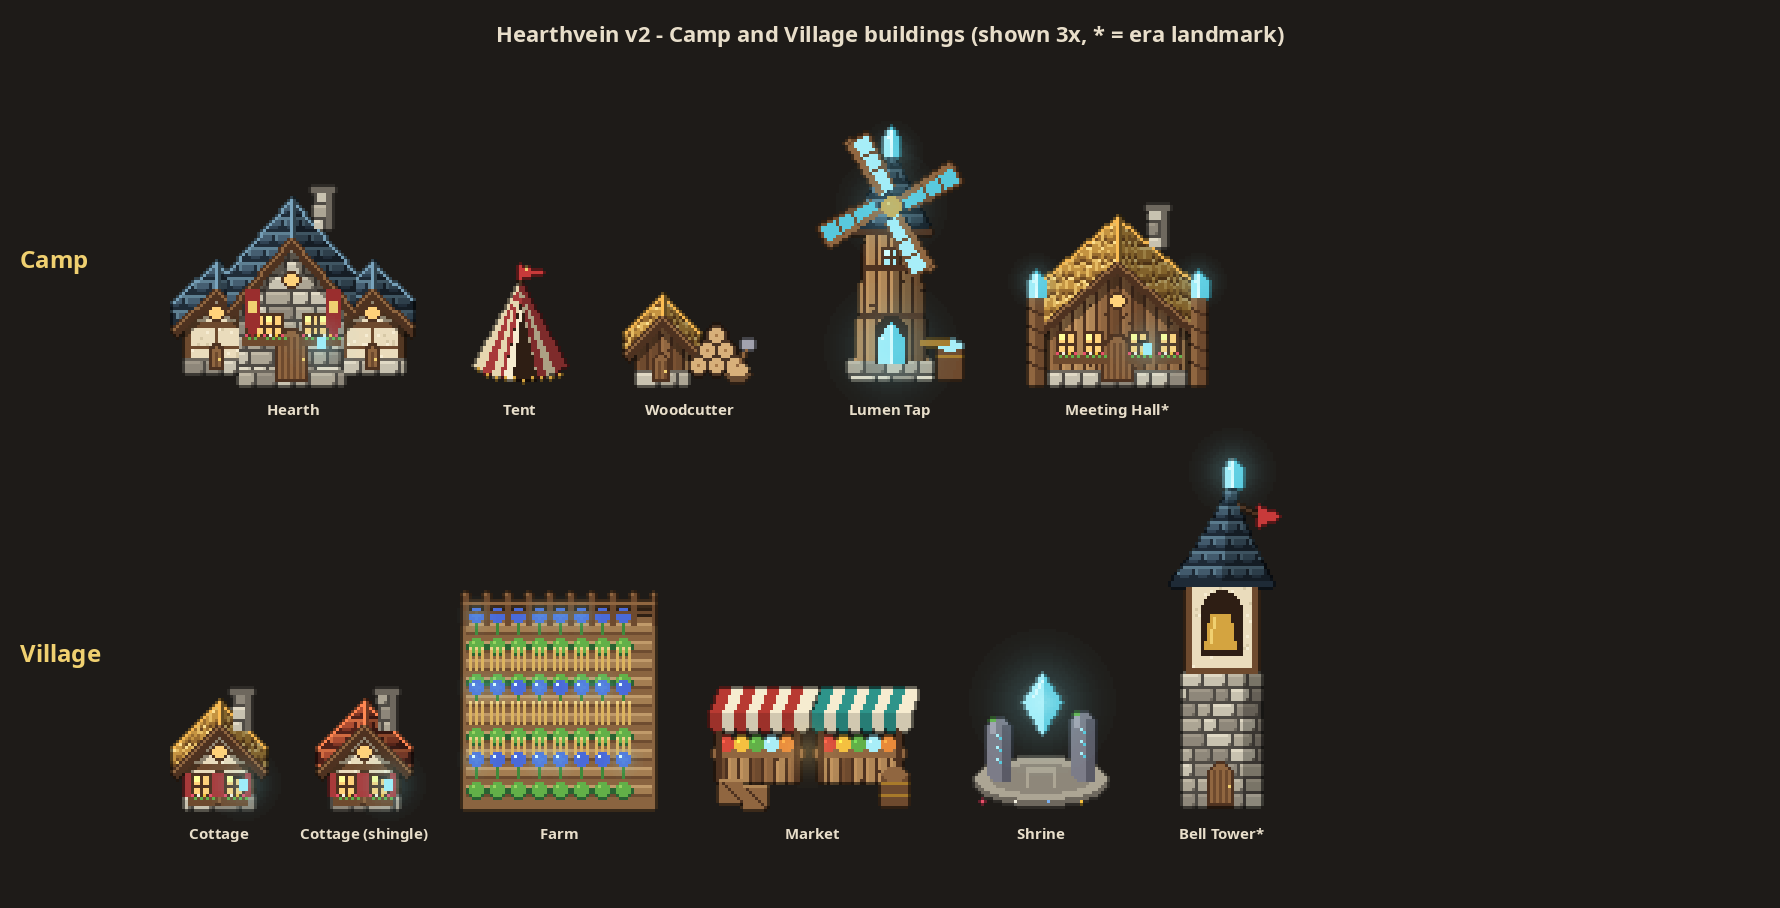 Hearthvein v2 - Camp and Village buildings (shown 3x, * = era landmark)
Camp
Hearth
Tent
Woodcutter
Lumen Tap
Meeting Hall*
Village
Cottage
Cottage (shingle)
Farm
Market
Shrine
Bell Tower*